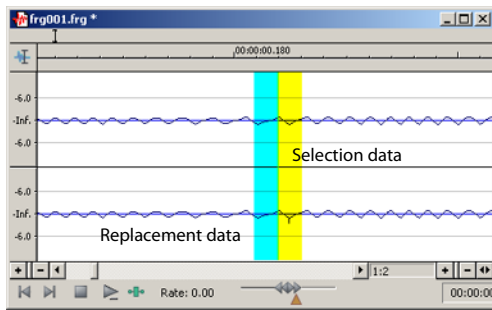 frg001.frg *
,00:00:00.180
-6.0
-Inf.
-6.0
Selection data
-6.0
-Inf.
-6.0
Replacement data
1:2
Rate: 0.00
00:00:00